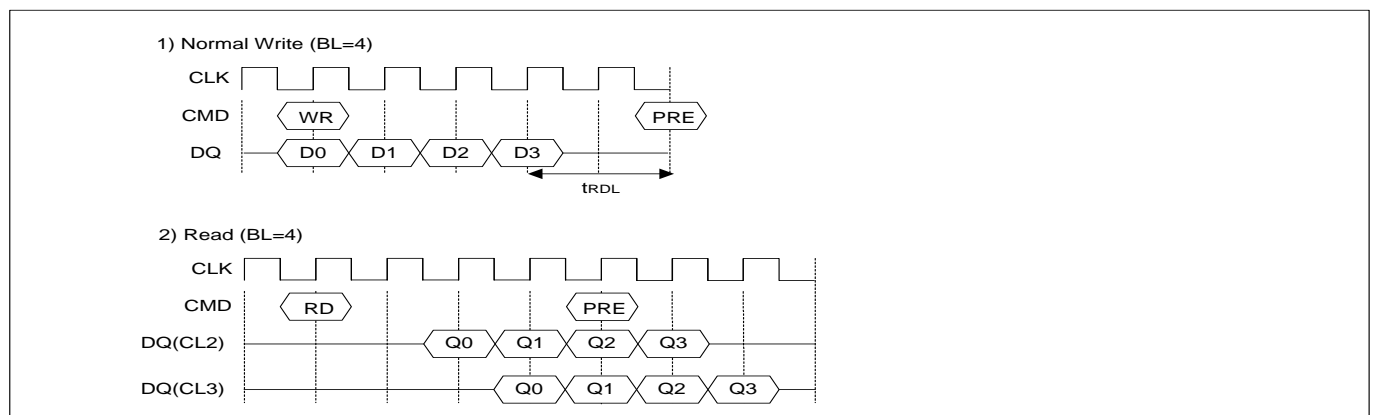 1) Normal Write (BL=4)
CLK
CMD WR PRE
DQ D0 D1 D2 D3
tRDL
2) Read (BL=4)
CLK
CMD RD PRE
DQ(CL2) Q0 Q1 Q2 Q3
DQ(CL3) Q0 Q1 Q2 Q3